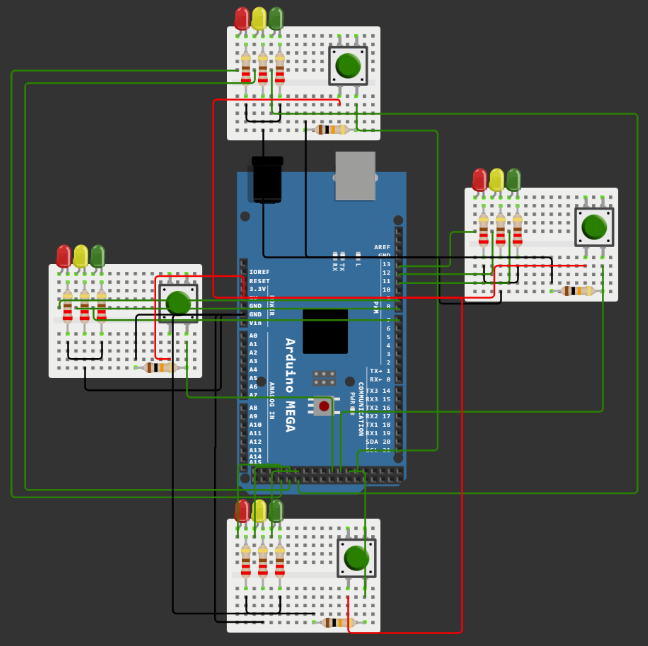 AREF
GND
IOREF
RESET
3.3V
GND
GND
Vin
A0
A1
A2
A3
A4
A5
A6
A7
A8
A9
A10
A11
A12
A13
A14
A15
POWER
ANALOG IN
Arduino MEGA
TX
RX
L
13
12
11
10
9
8
7
6
5
4
3
2
TX→ 1
RX← 0
TX3 14
RX3 15
TX2 16
RX2 17
TX1 18
RX1 19
SDA 20
SCL 21
PWM
COMMUNICATION